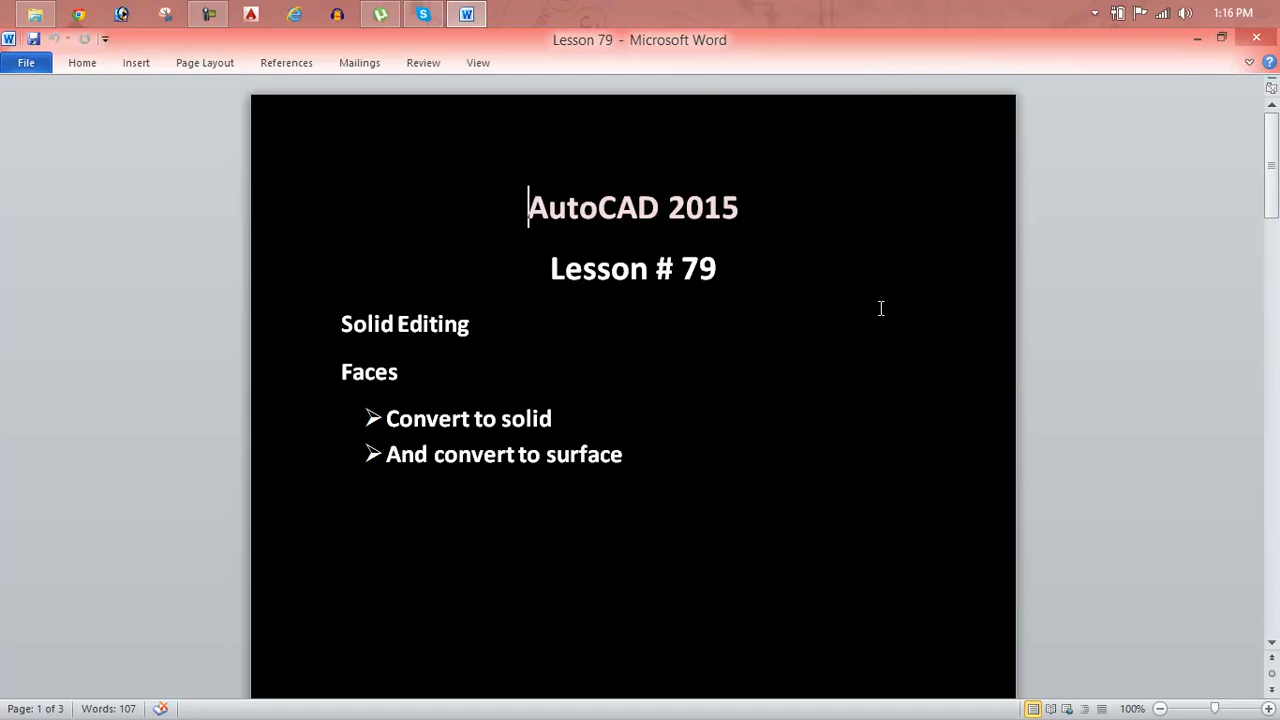 1:16 PM
Lesson 79 - Microsoft Word
File Home Insert Page Layout References Mailings Review View
AutoCAD 2015
Lesson # 79
Solid Editing
Faces
Convert to solid
And convert to surface
Page: 1 of 3 Words: 107 100%